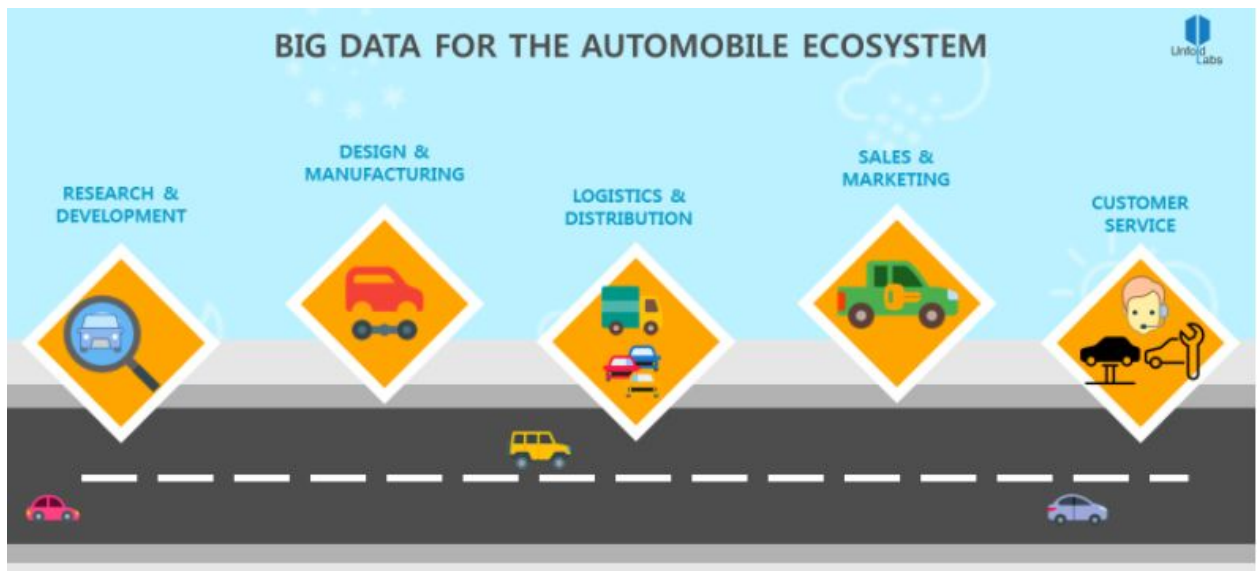 BIG DATA FOR THE AUTOMOBILE ECOSYSTEM
Unfold
Labs
RESEARCH &
DEVELOPMENT
DESIGN &
MANUFACTURING
LOGISTICS &
DISTRIBUTION
SALES &
MARKETING
CUSTOMER
SERVICE